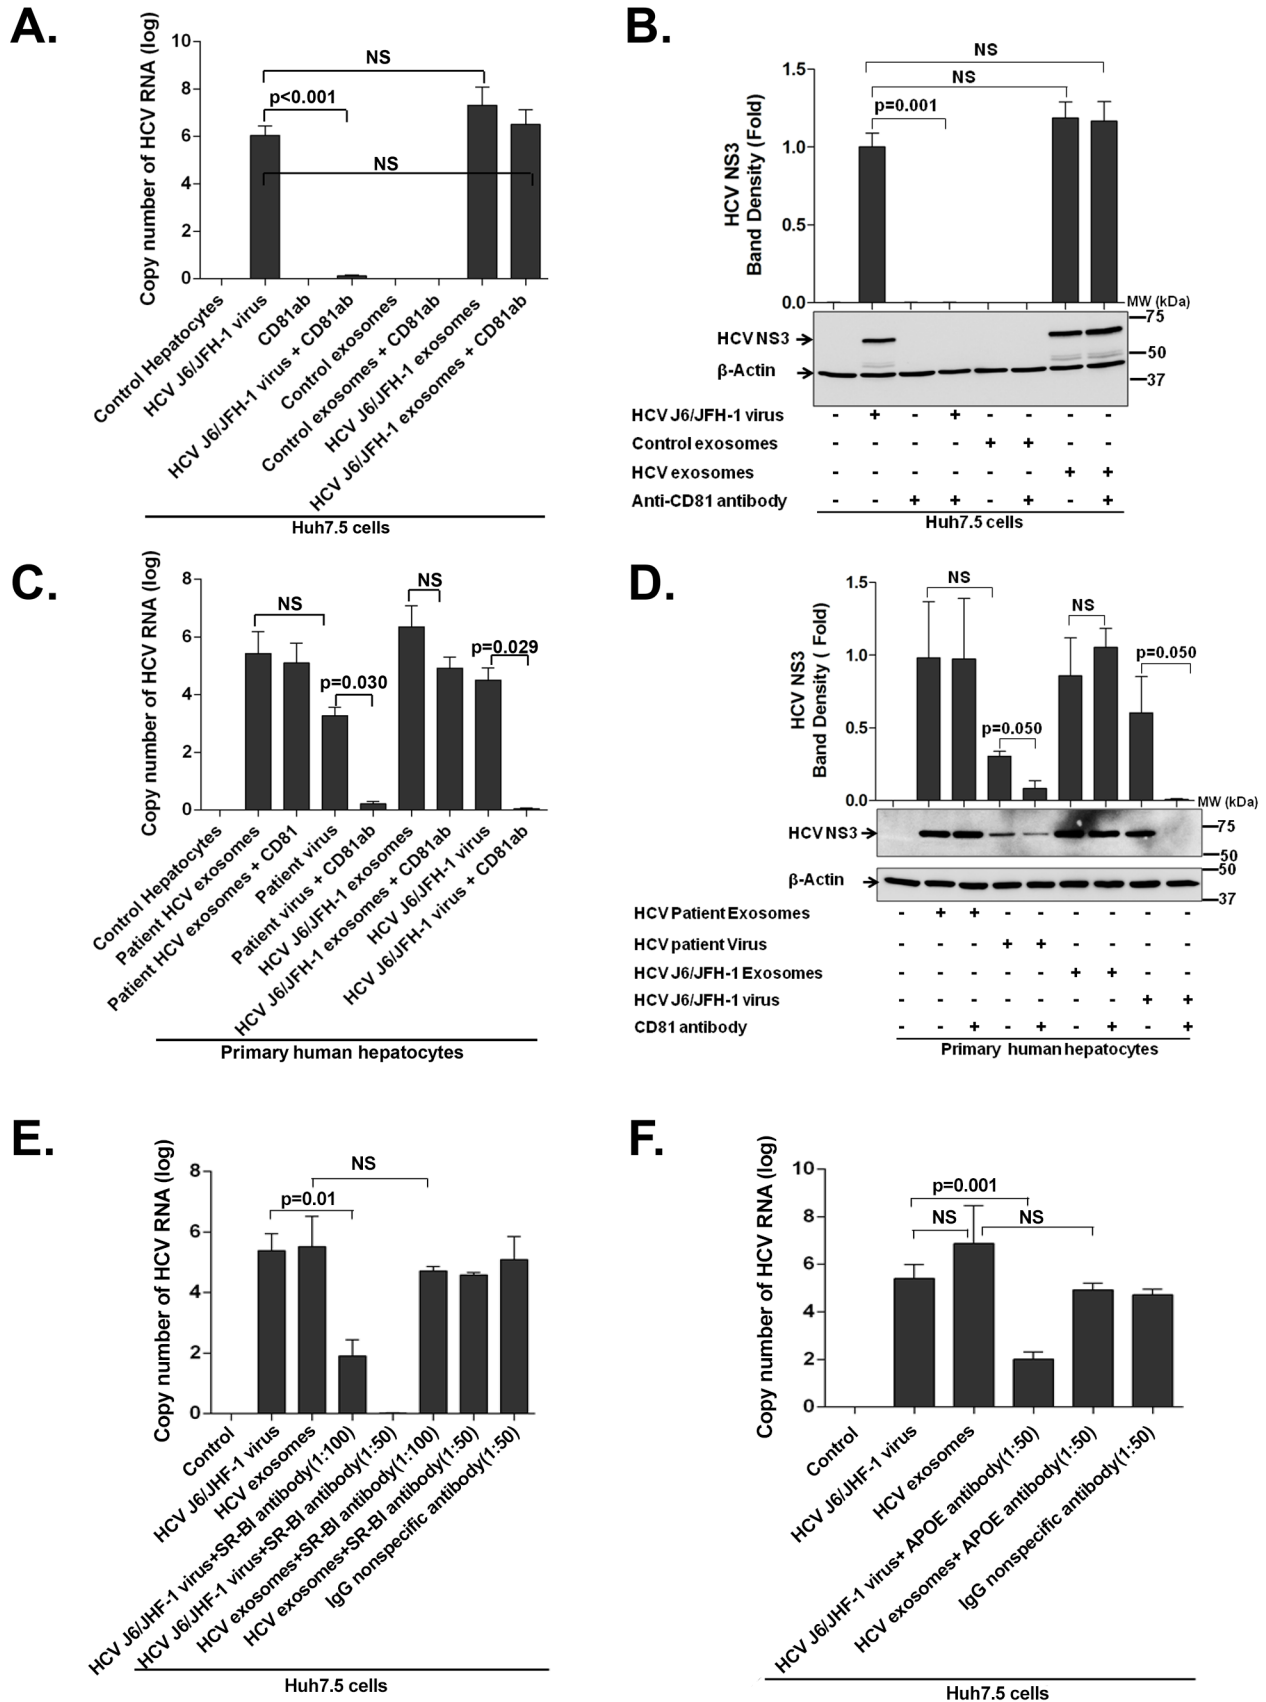 A.
Copy number of HCV RNA (log)
10
8
6
4
2
0
NS
p<0.001
NS
Control Hepatocytes
HCV J6/JFH-1 virus
CD81ab
HCV J6/JFH-1 virus + CD81ab
Control exosomes
Control exosomes + CD81ab
HCV J6/JFH-1 exosomes
HCV J6/JFH-1 exosomes + CD81ab
Huh7.5 cells
B.
HCV NS3
Band Density (Fold)
1.5
1.0
0.5
0.0
NS
NS
p=0.001
MW (kDa)
75
50
37
HCV NS3
β-Actin
HCV J6/JFH-1 virus - + - + - - - -
Control exosomes - - - - + + - -
HCV exosomes - - - - - - + +
Anti-CD81 antibody - - + + - + - +
Huh7.5 cells
C.
Copy number of HCV RNA (log)
8
6
4
2
0
NS
p=0.030
NS
p=0.029
Control Hepatocytes
Patient HCV exosomes
Patient HCV exosomes + CD81
Patient virus
Patient virus + CD81ab
HCV J6/JFH-1 exosomes
HCV J6/JFH-1 exosomes + CD81ab
HCV J6/JFH-1 virus
HCV J6/JFH-1 virus + CD81ab
Primary human hepatocytes
D.
HCV NS3
Band Density ( Fold)
1.5
1.0
0.5
0.0
NS
p=0.050
NS
p=0.050
MW (kDa)
75
50
50
37
HCV NS3
β-Actin
HCV Patient Exosomes - + + - - - - - -
HCV patient Virus - - - + + - - - -
HCV J6/JFH-1 Exosomes - - - - - + + - -
HCV J6/JFH-1 virus - - - - - - - + +
CD81 antibody - - + - + - + - +
Primary human hepatocytes
E.
Copy number of HCV RNA (log)
8
6
4
2
0
NS
p=0.01
Control
HCV J6/JHF-1 virus
HCV exosomes
HCV J6/JHF-1 virus+SR-BI antibody(1:100)
HCV J6/JHF-1 virus+SR-BI antibody(1:50)
HCV exosomes+SR-BI antibody(1:100)
HCV exosomes+SR-BI antibody(1:50)
IgG nonspecific antibody(1:50)
Huh7.5 cells
F.
Copy number of HCV RNA (log)
10
8
6
4
2
0
p=0.001
NS
NS
Control
HCV J6/JHF-1 virus
HCV exosomes
HCV J6/JHF-1 virus+ APOE antibody(1:50)
HCV exosomes+ APOE antibody(1:50)
IgG nonspecific antibody(1:50)
Huh7.5 cells